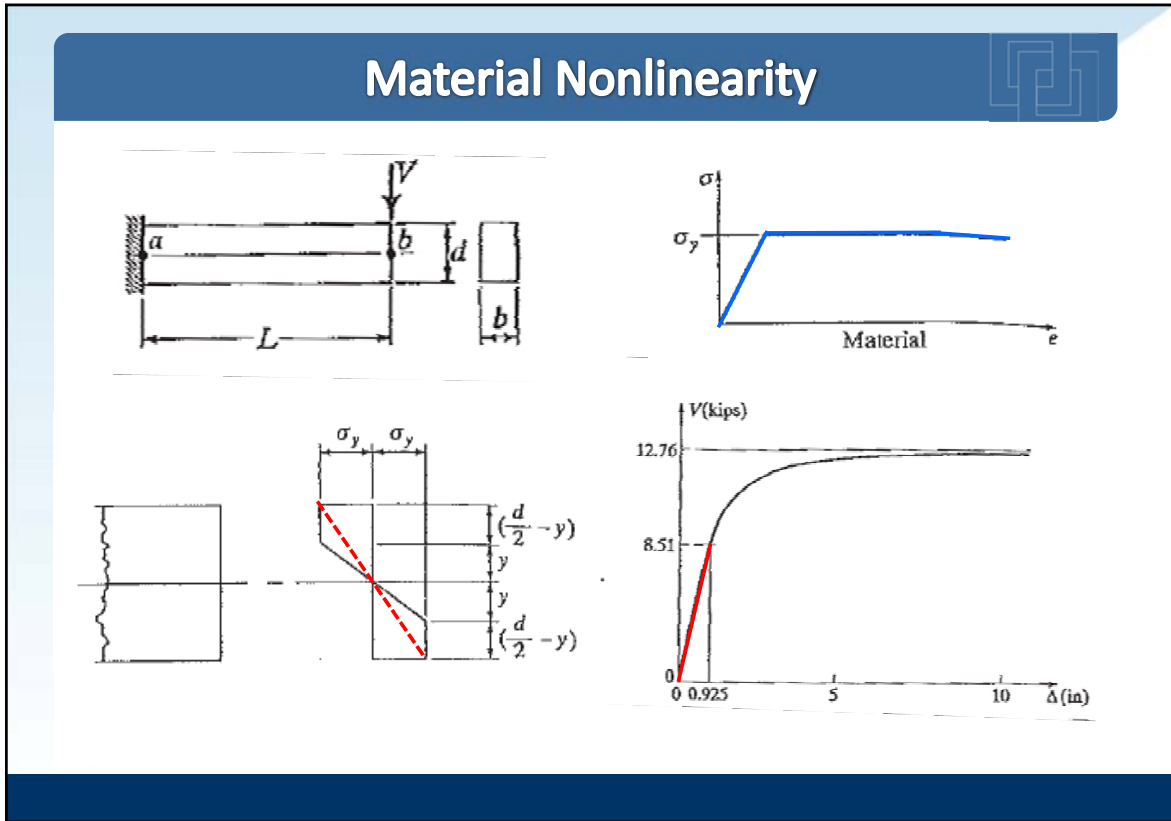 Material Nonlinearity
V
a
b
d
L
b
σ
σy
Material
e
σy σy
(d/2 − y)
y
y
(d/2 − y)
V(kips)
12.76
8.51
0
0 0.925 5 10 Δ(in)